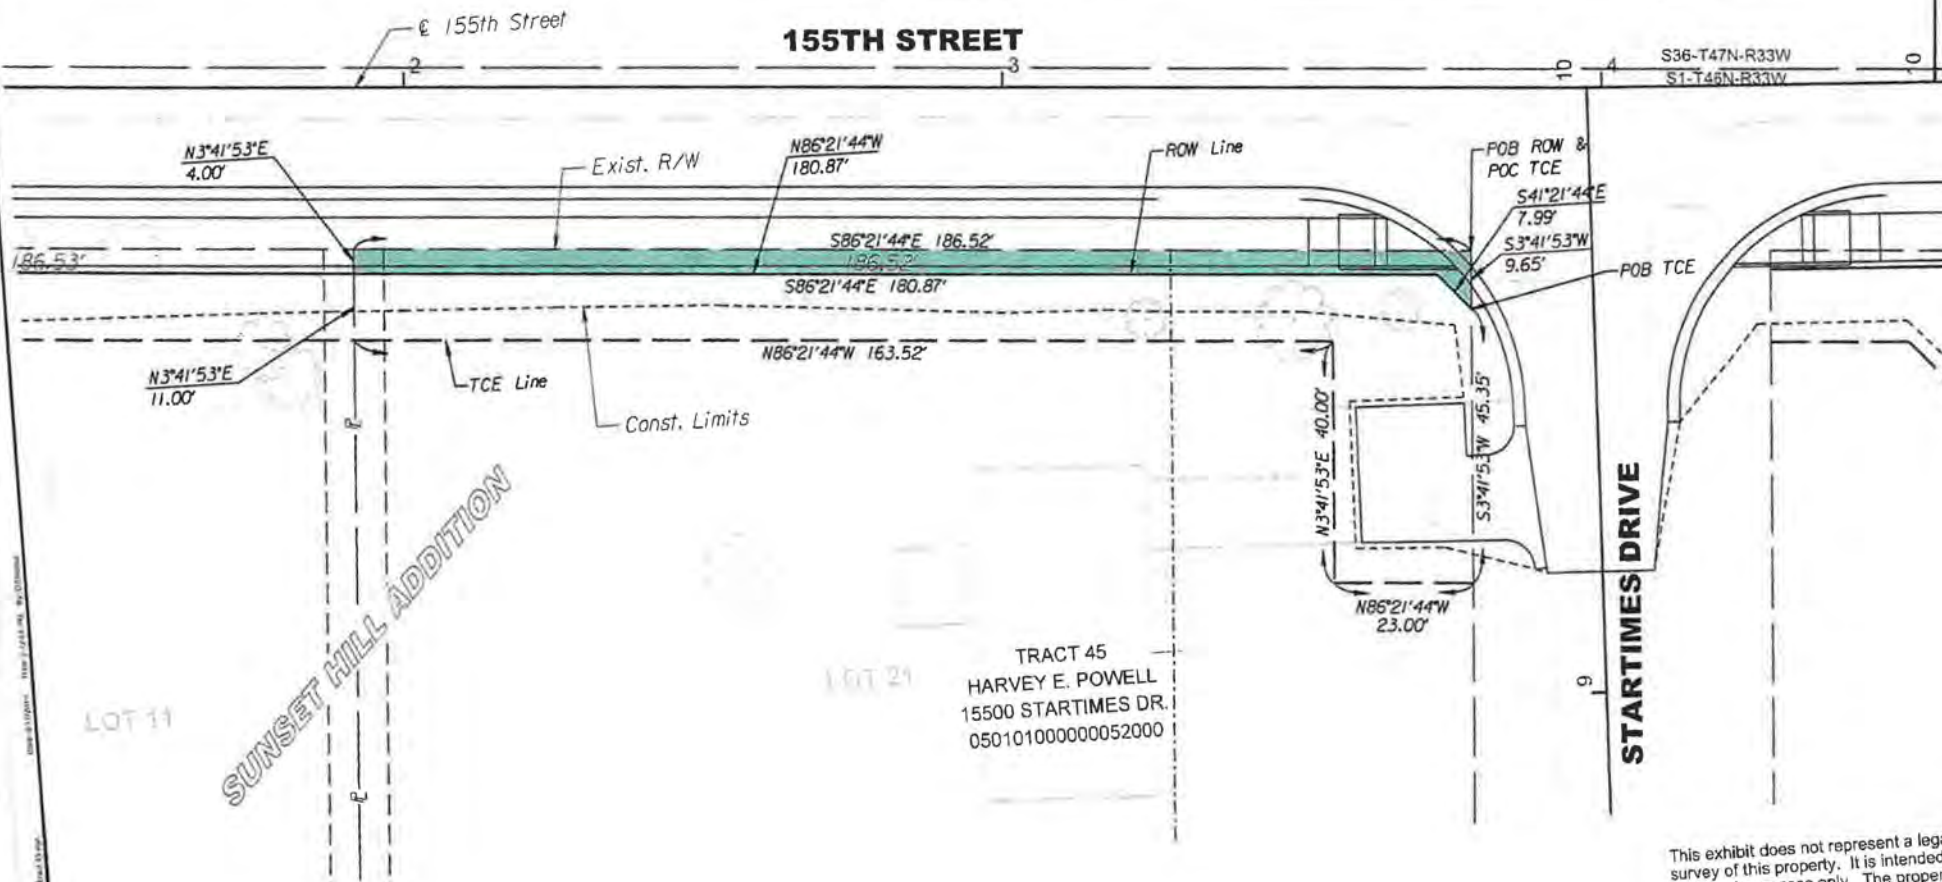 ℄ 155th Street
155TH STREET
2
3
10
4
S36-T47N-R33W
S1-T46N-R33W
10
N3°41'53"E
4.00'
Exist. R/W
N86°21'44"W
180.87'
ROW Line
POB ROW &
POC TCE
S41°21'44"E
7.99'
S3°41'53"W
9.65'
POB TCE
186.53'
S86°21'44"E 186.52'
186.52'
S86°21'44"E 180.87'
N86°21'44"W 163.52'
N3°41'53"E
11.00'
TCE Line
Const. Limits
N3°41'53"E 40.00'
S3°41'53"W 45.35'
N86°21'44"W
23.00'
℄
℄
SUNSET HILL ADDITION
LOT 11
LOT 21
TRACT 45
HARVEY E. POWELL
15500 STARTIMES DR.
050101000000052000
9
STARTIMES DRIVE
This exhibit does not represent a lega
survey of this property. It is intended
only. The proper